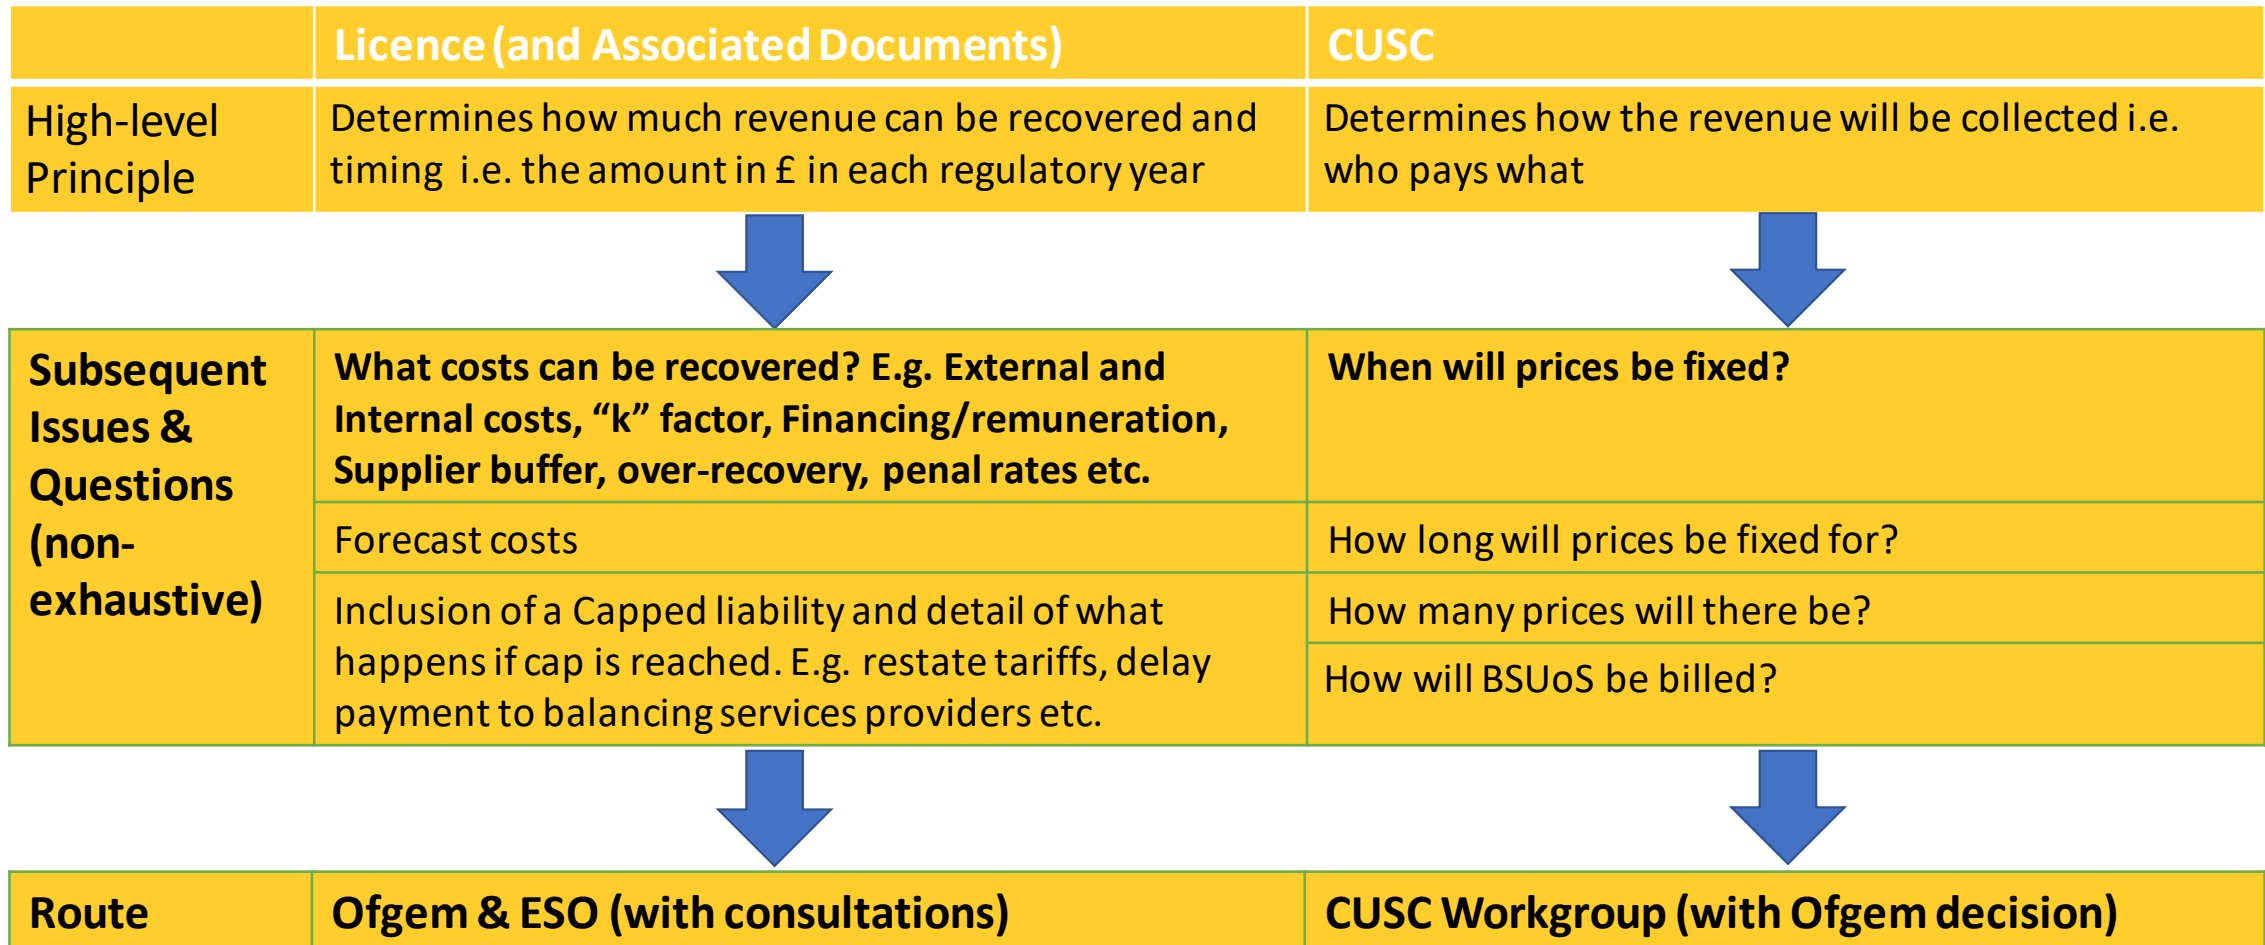 Licence (and Associated Documents)
CUSC
High-level
Principle
Determines how much revenue can be recovered and
timing i.e. the amount in £ in each regulatory year
Determines how the revenue will be collected i.e.
who pays what
Subsequent
Issues &
Questions
(non-
exhaustive)
What costs can be recovered? E.g. External and
Internal costs, “k” factor, Financing/remuneration,
Supplier buffer, over-recovery, penal rates etc.
When will prices be fixed?
Forecast costs
How long will prices be fixed for?
Inclusion of a Capped liability and detail of what
happens if cap is reached. E.g. restate tariffs, delay
payment to balancing services providers etc.
How many prices will there be?
How will BSUoS be billed?
Route
Ofgem & ESO (with consultations)
CUSC Workgroup (with Ofgem decision)